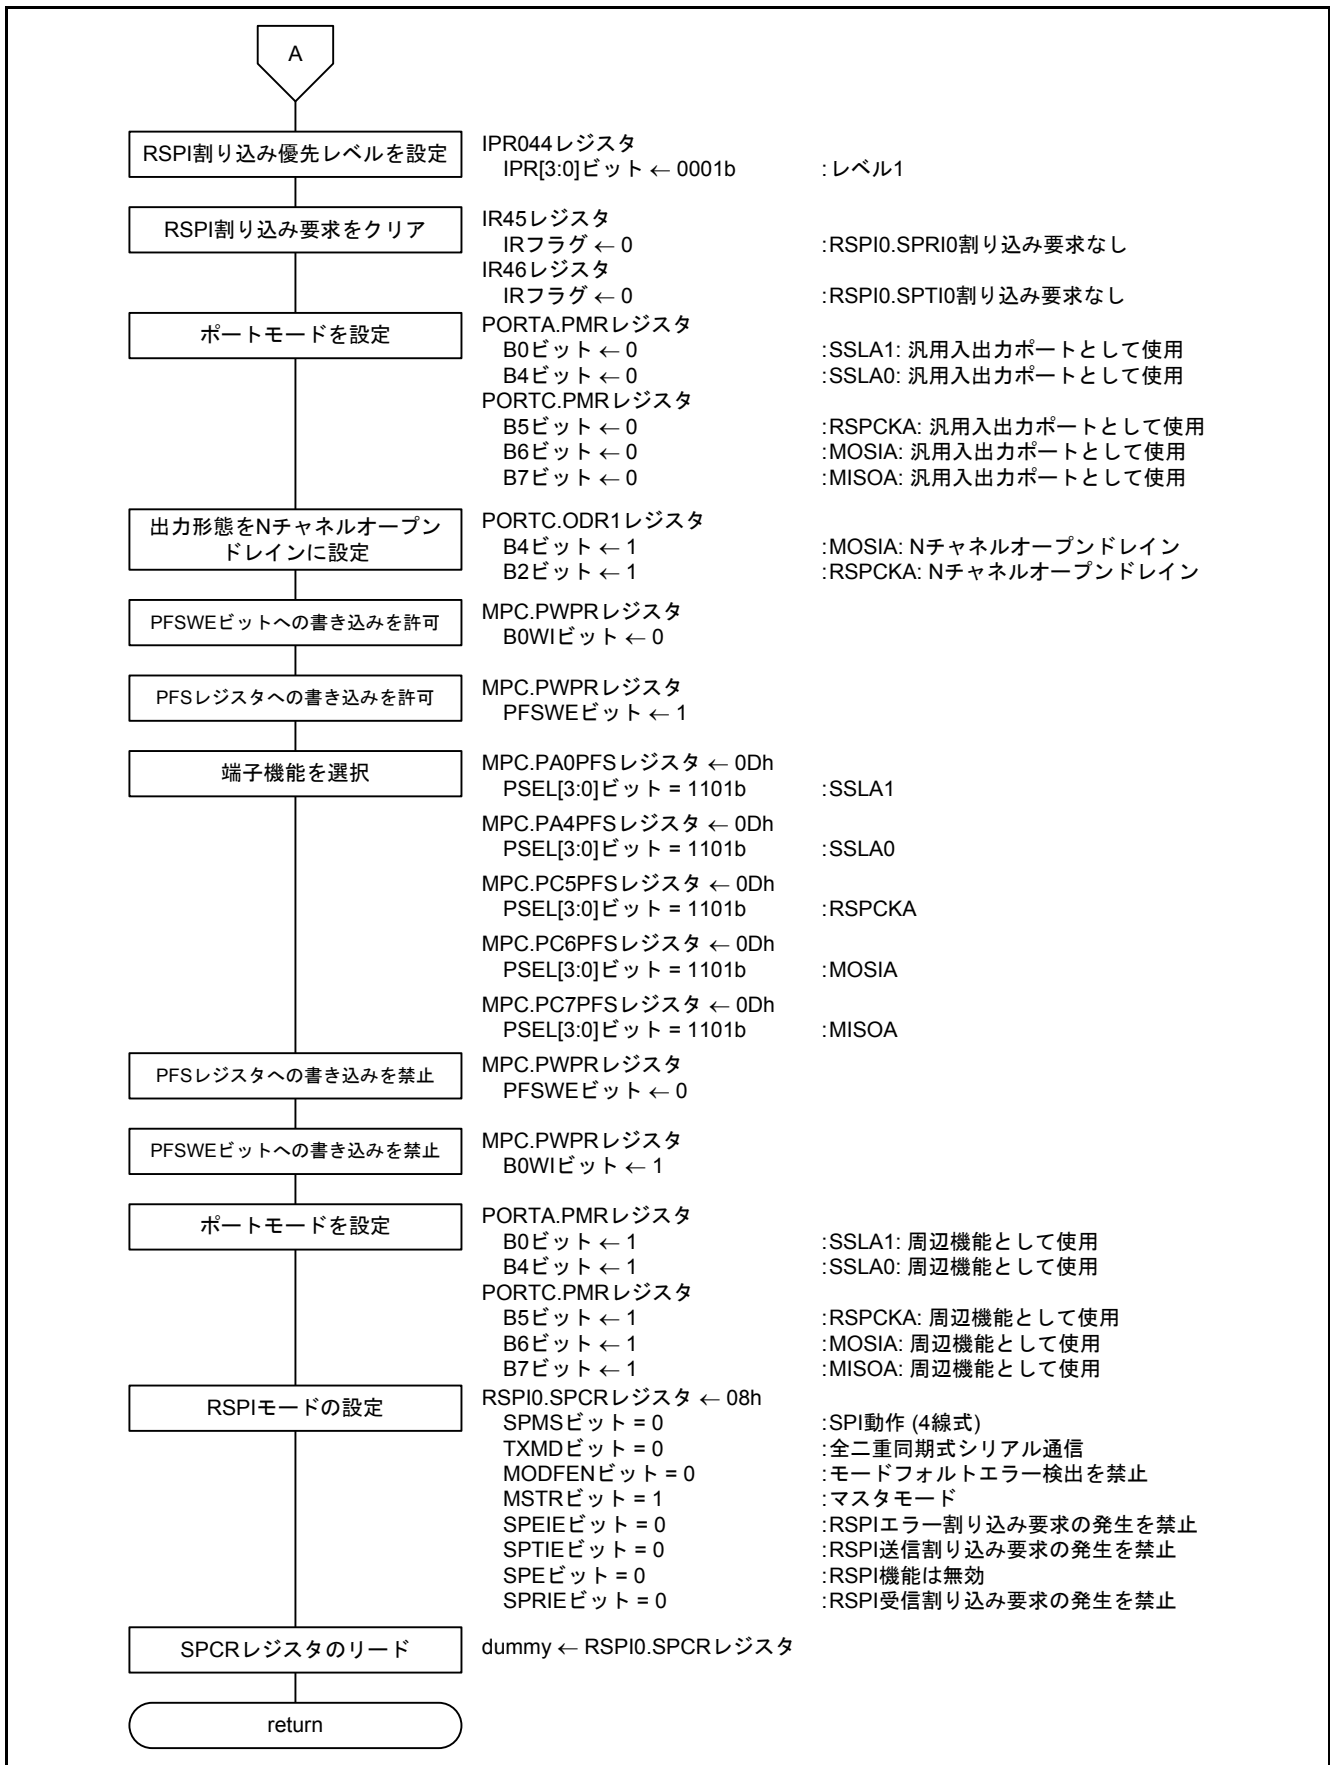 A
RSPI割り込み優先レベルを設定
IPR044レジスタ
IPR[3:0]ビット ← 0001b :レベル1
RSPI割り込み要求をクリア
IR45レジスタ
IRフラグ ← 0 :RSPI0.SPRI0割り込み要求なし
IR46レジスタ
IRフラグ ← 0 :RSPI0.SPTI0割り込み要求なし
ポートモードを設定
PORTA.PMRレジスタ
B0ビット ← 0 :SSLA1: 汎用入出力ポートとして使用
B4ビット ← 0 :SSLA0: 汎用入出力ポートとして使用
PORTC.PMRレジスタ
B5ビット ← 0 :RSPCKA: 汎用入出力ポートとして使用
B6ビット ← 0 :MOSIA: 汎用入出力ポートとして使用
B7ビット ← 0 :MISOA: 汎用入出力ポートとして使用
出力形態をNチャネルオープン
ドレインに設定
PORTC.ODR1レジスタ
B4ビット ← 1 :MOSIA: Nチャネルオープンドレイン
B2ビット ← 1 :RSPCKA: Nチャネルオープンドレイン
PFSWEビットへの書き込みを許可
MPC.PWPRレジスタ
B0WIビット ← 0
PFSレジスタへの書き込みを許可
MPC.PWPRレジスタ
PFSWEビット ← 1
端子機能を選択
MPC.PA0PFSレジスタ ← 0Dh
PSEL[3:0]ビット = 1101b :SSLA1
MPC.PA4PFSレジスタ ← 0Dh
PSEL[3:0]ビット = 1101b :SSLA0
MPC.PC5PFSレジスタ ← 0Dh
PSEL[3:0]ビット = 1101b :RSPCKA
MPC.PC6PFSレジスタ ← 0Dh
PSEL[3:0]ビット = 1101b :MOSIA
MPC.PC7PFSレジスタ ← 0Dh
PSEL[3:0]ビット = 1101b :MISOA
PFSレジスタへの書き込みを禁止
MPC.PWPRレジスタ
PFSWEビット ← 0
PFSWEビットへの書き込みを禁止
MPC.PWPRレジスタ
B0WIビット ← 1
ポートモードを設定
PORTA.PMRレジスタ
B0ビット ← 1 :SSLA1: 周辺機能として使用
B4ビット ← 1 :SSLA0: 周辺機能として使用
PORTC.PMRレジスタ
B5ビット ← 1 :RSPCKA: 周辺機能として使用
B6ビット ← 1 :MOSIA: 周辺機能として使用
B7ビット ← 1 :MISOA: 周辺機能として使用
RSPIモードの設定
RSPI0.SPCRレジスタ ← 08h
SPMSビット = 0 :SPI動作 (4線式)
TXMDビット = 0 :全二重同期式シリアル通信
MODFENビット = 0 :モードフォルトエラー検出を禁止
MSTRビット = 1 :マスタモード
SPEIEビット = 0 :RSPIエラー割り込み要求の発生を禁止
SPTIEビット = 0 :RSPI送信割り込み要求の発生を禁止
SPEビット = 0 :RSPI機能は無効
SPRIEビット = 0 :RSPI受信割り込み要求の発生を禁止
SPCRレジスタのリード
dummy ← RSPI0.SPCRレジスタ
return